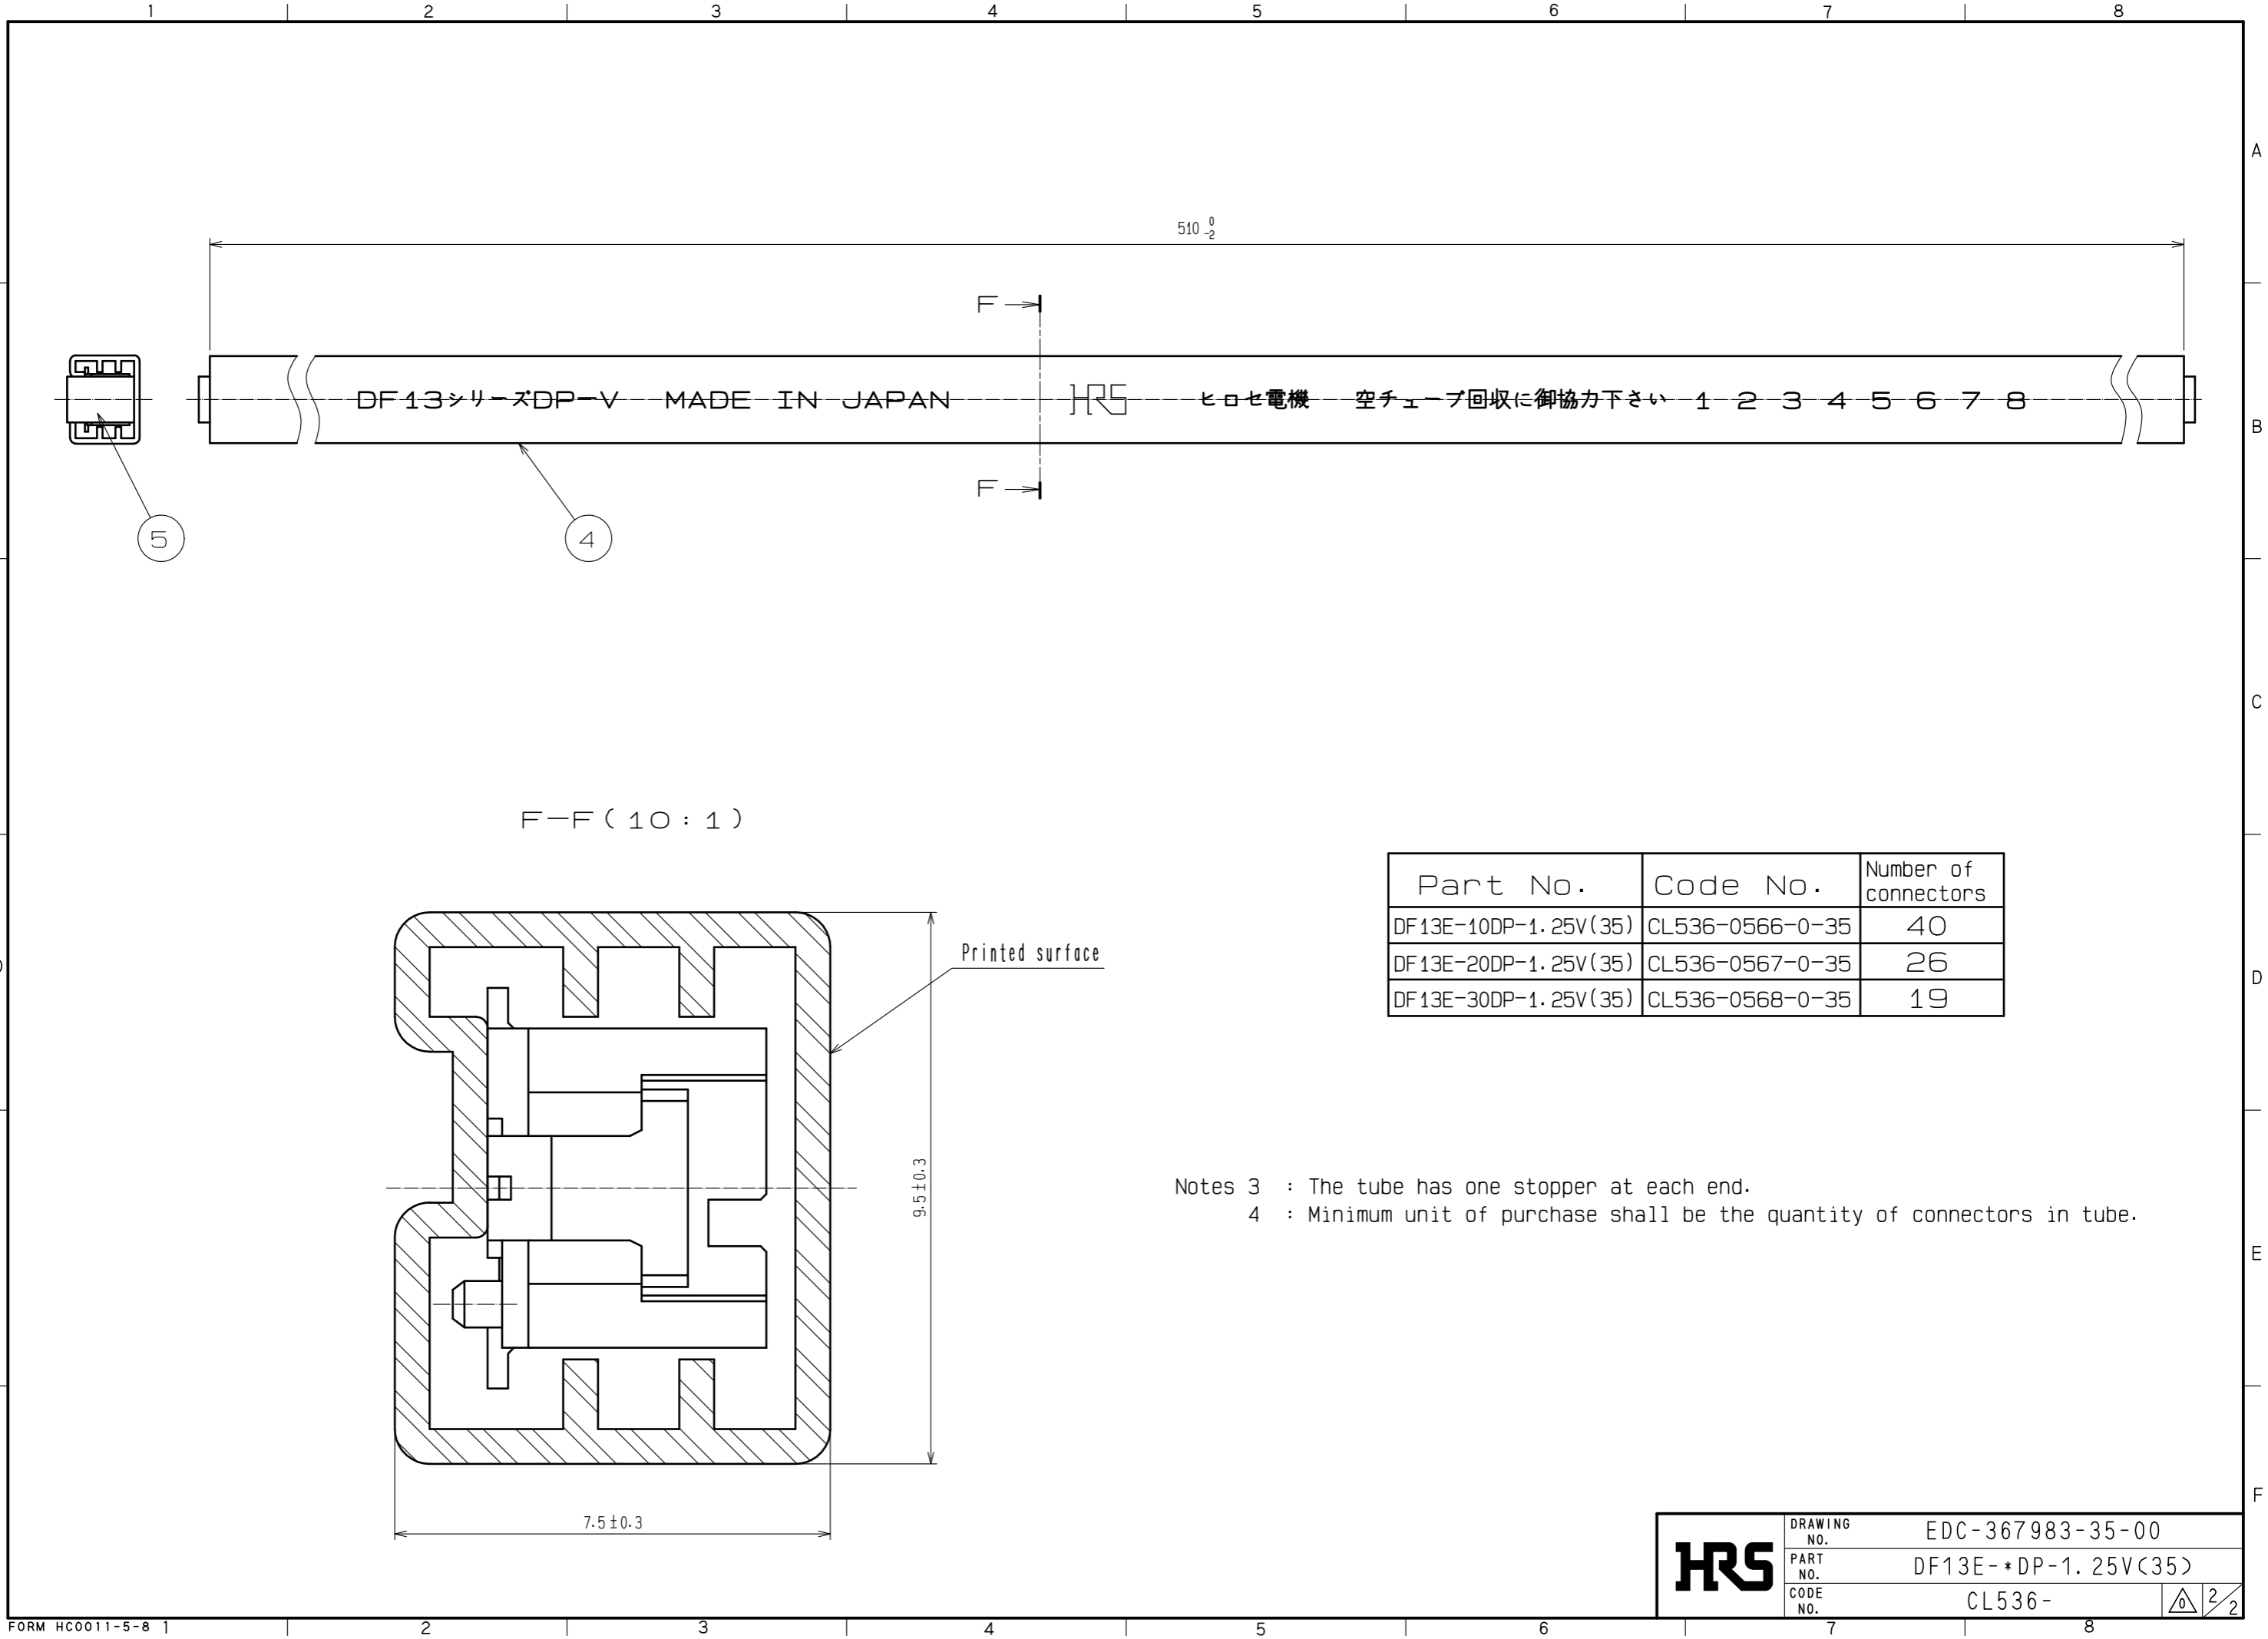 1 2 3 4 5 6 7 8
A
510 0 -2
F
DF13シリーズDP-V MADE IN JAPAN HRS ヒロセ電機 空チューブ回収に御協力下さい 1 2 3 4 5 6 7 8
B
F
5 4
C
F-F(10:1)
Part No. Code No. Number of connectors
DF13E-10DP-1.25V(35) CL536-0566-0-35 40
DF13E-20DP-1.25V(35) CL536-0567-0-35 26
DF13E-30DP-1.25V(35) CL536-0568-0-35 19
Printed surface
D
9.5±0.3
Notes 3 : The tube has one stopper at each end.
4 : Minimum unit of purchase shall be the quantity of connectors in tube.
E
7.5±0.3
F
HRS
DRAWING NO. EDC-367983-35-00
PART NO. DF13E-*DP-1.25V(35)
CODE NO. CL536- 0 2/2
FORM HC0011-5-8 1 2 3 4 5 6 7 8